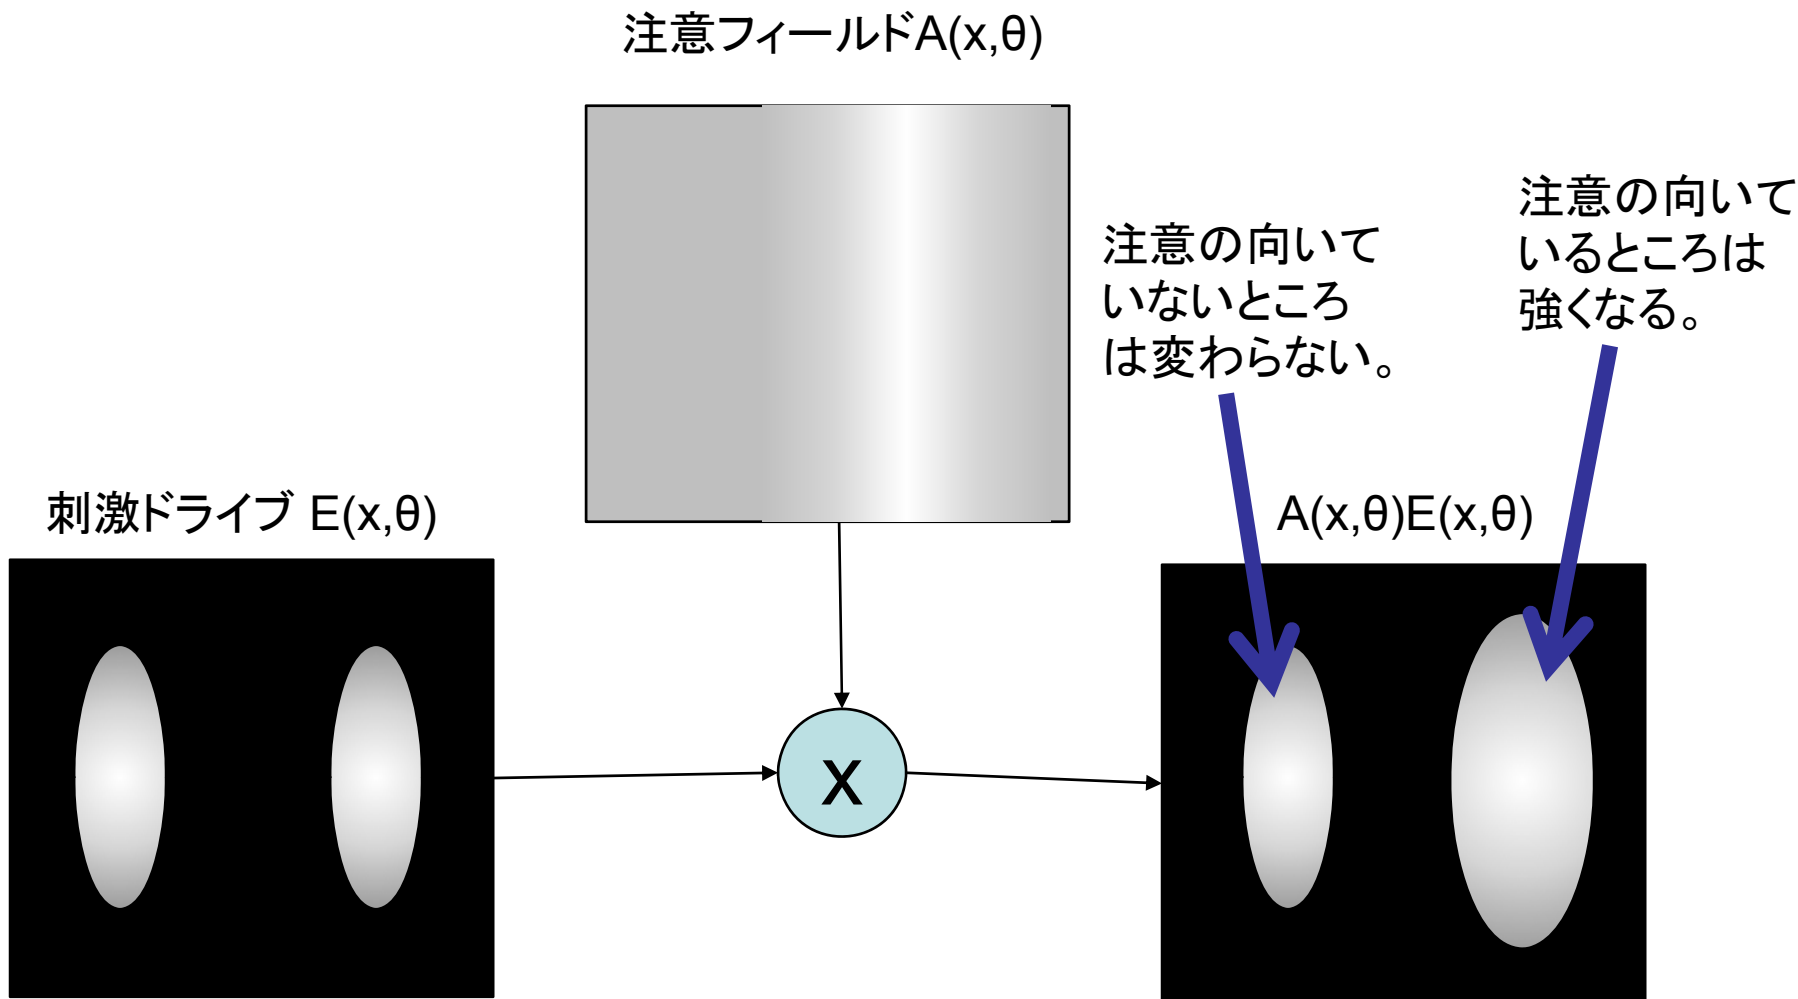 注意フィールドA(x,θ)
注意の向いて
いないところ
は変わらない。
注意の向いて
いるところは
強くなる。
刺激ドライブ E(x,θ)
A(x,θ)E(x,θ)
x